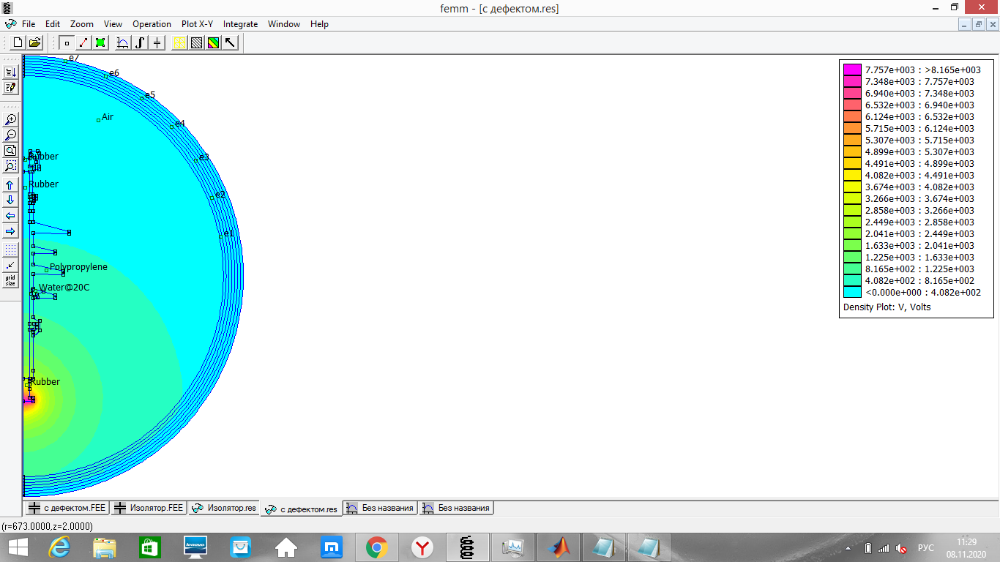 femm - [с дефектом.res]
File Edit Zoom View Operation Plot X-Y Integrate Window Help
e7
e6
e5
Air
e4
Rubber
e3
Rubber
e2
e1
Polypropylene
Water@20C
Rubber
7.757e+003 : >8.165e+003
7.348e+003 : 7.757e+003
6.940e+003 : 7.348e+003
6.532e+003 : 6.940e+003
6.124e+003 : 6.532e+003
5.715e+003 : 6.124e+003
5.307e+003 : 5.715e+003
4.899e+003 : 5.307e+003
4.491e+003 : 4.899e+003
4.082e+003 : 4.491e+003
3.674e+003 : 4.082e+003
3.266e+003 : 3.674e+003
2.858e+003 : 3.266e+003
2.449e+003 : 2.858e+003
2.041e+003 : 2.449e+003
1.633e+003 : 2.041e+003
1.225e+003 : 1.633e+003
8.165e+002 : 1.225e+003
4.082e+002 : 8.165e+002
<0.000e+000 : 4.082e+002
Density Plot: V, Volts
grid
size
с дефектом.FEE Изолятор.FEE Изолятор.res с дефектом.res Без названия Без названия
(r=673.0000,z=2.0000)
lenovo
РУС
11:29
08.11.2020